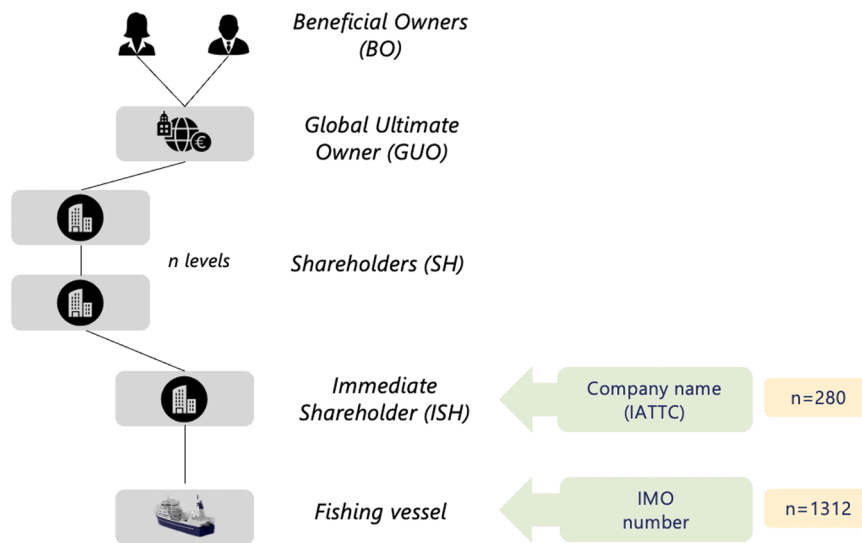 Beneficial Owners
(BO)
Global Ultimate
Owner (GUO)
n levels
Shareholders (SH)
Immediate
Shareholder (ISH)
Company name
(IATTC)
n=280
Fishing vessel
IMO
number
n=1312